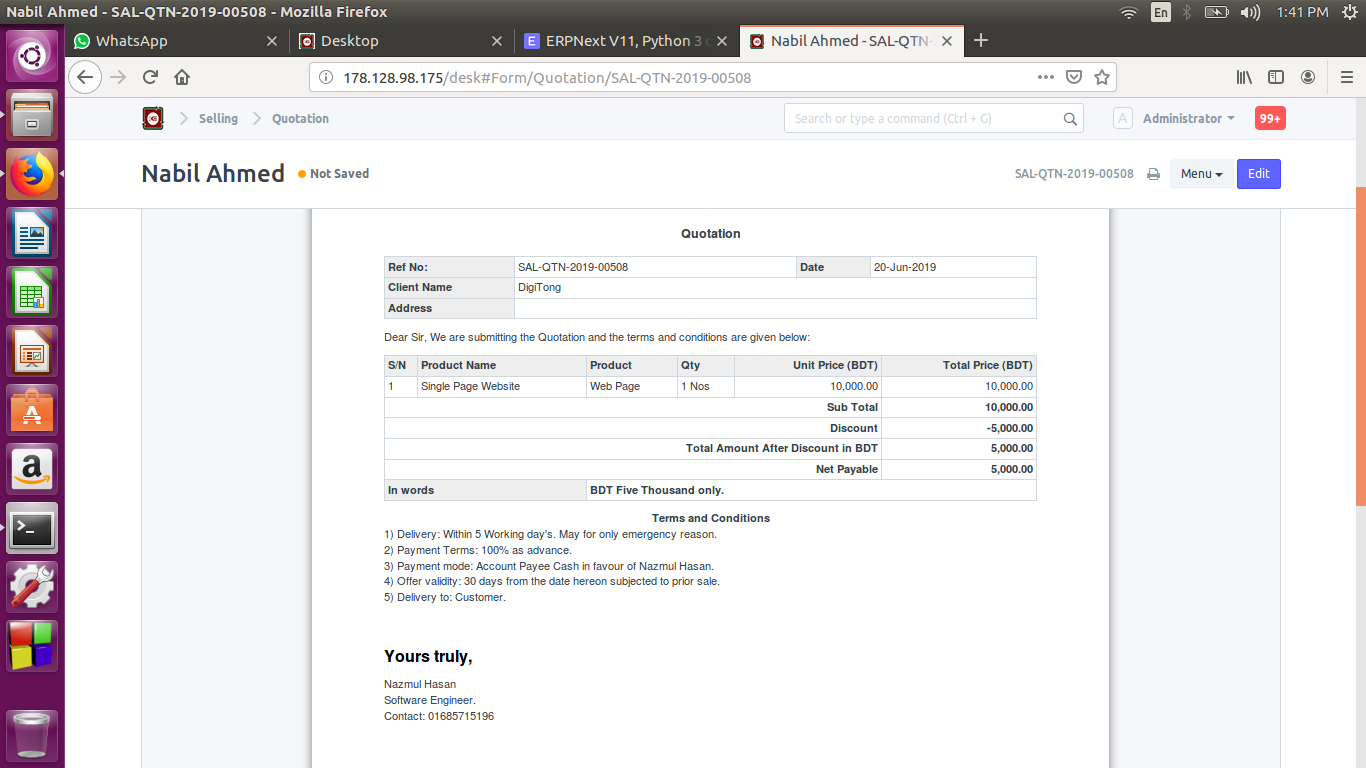 Nabil Ahmed - SAL-QTN-2019-00508 - Mozilla Firefox En 1:41 PM
WhatsApp Desktop ERPNext V11, Python 3 Nabil Ahmed - SAL-QTN-
178.128.98.175/desk#Form/Quotation/SAL-QTN-2019-00508
Selling Quotation Search or type a command (Ctrl + G) A Administrator 99+
Nabil Ahmed Not Saved SAL-QTN-2019-00508 Menu Edit
Quotation
Ref No: SAL-QTN-2019-00508 Date 20-Jun-2019
Client Name DigiTong
Address
Dear Sir, We are submitting the Quotation and the terms and conditions are given below:
S/N Product Name Product Qty Unit Price (BDT) Total Price (BDT)
1 Single Page Website Web Page 1 Nos 10,000.00 10,000.00
Sub Total 10,000.00
Discount -5,000.00
Total Amount After Discount in BDT 5,000.00
Net Payable 5,000.00
In words BDT Five Thousand only.
Terms and Conditions
1) Delivery: Within 5 Working day's. May for only emergency reason.
2) Payment Terms: 100% as advance.
3) Payment mode: Account Payee Cash in favour of Nazmul Hasan.
4) Offer validity: 30 days from the date hereon subjected to prior sale.
5) Delivery to: Customer.
Yours truly,
Nazmul Hasan
Software Engineer.
Contact: 01685715196